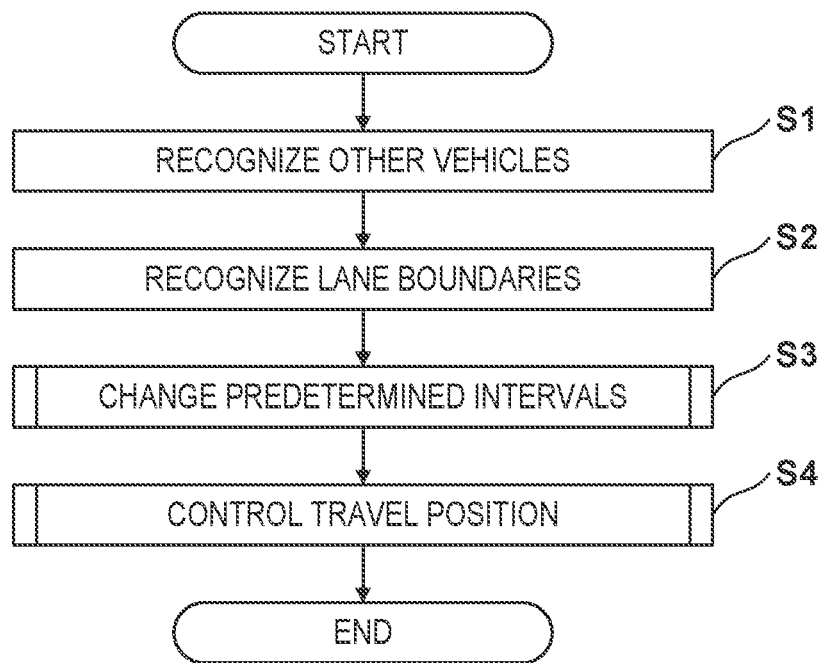 START
S1
RECOGNIZE OTHER VEHICLES
S2
RECOGNIZE LANE BOUNDARIES
S3
CHANGE PREDETERMINED INTERVALS
S4
CONTROL TRAVEL POSITION
END